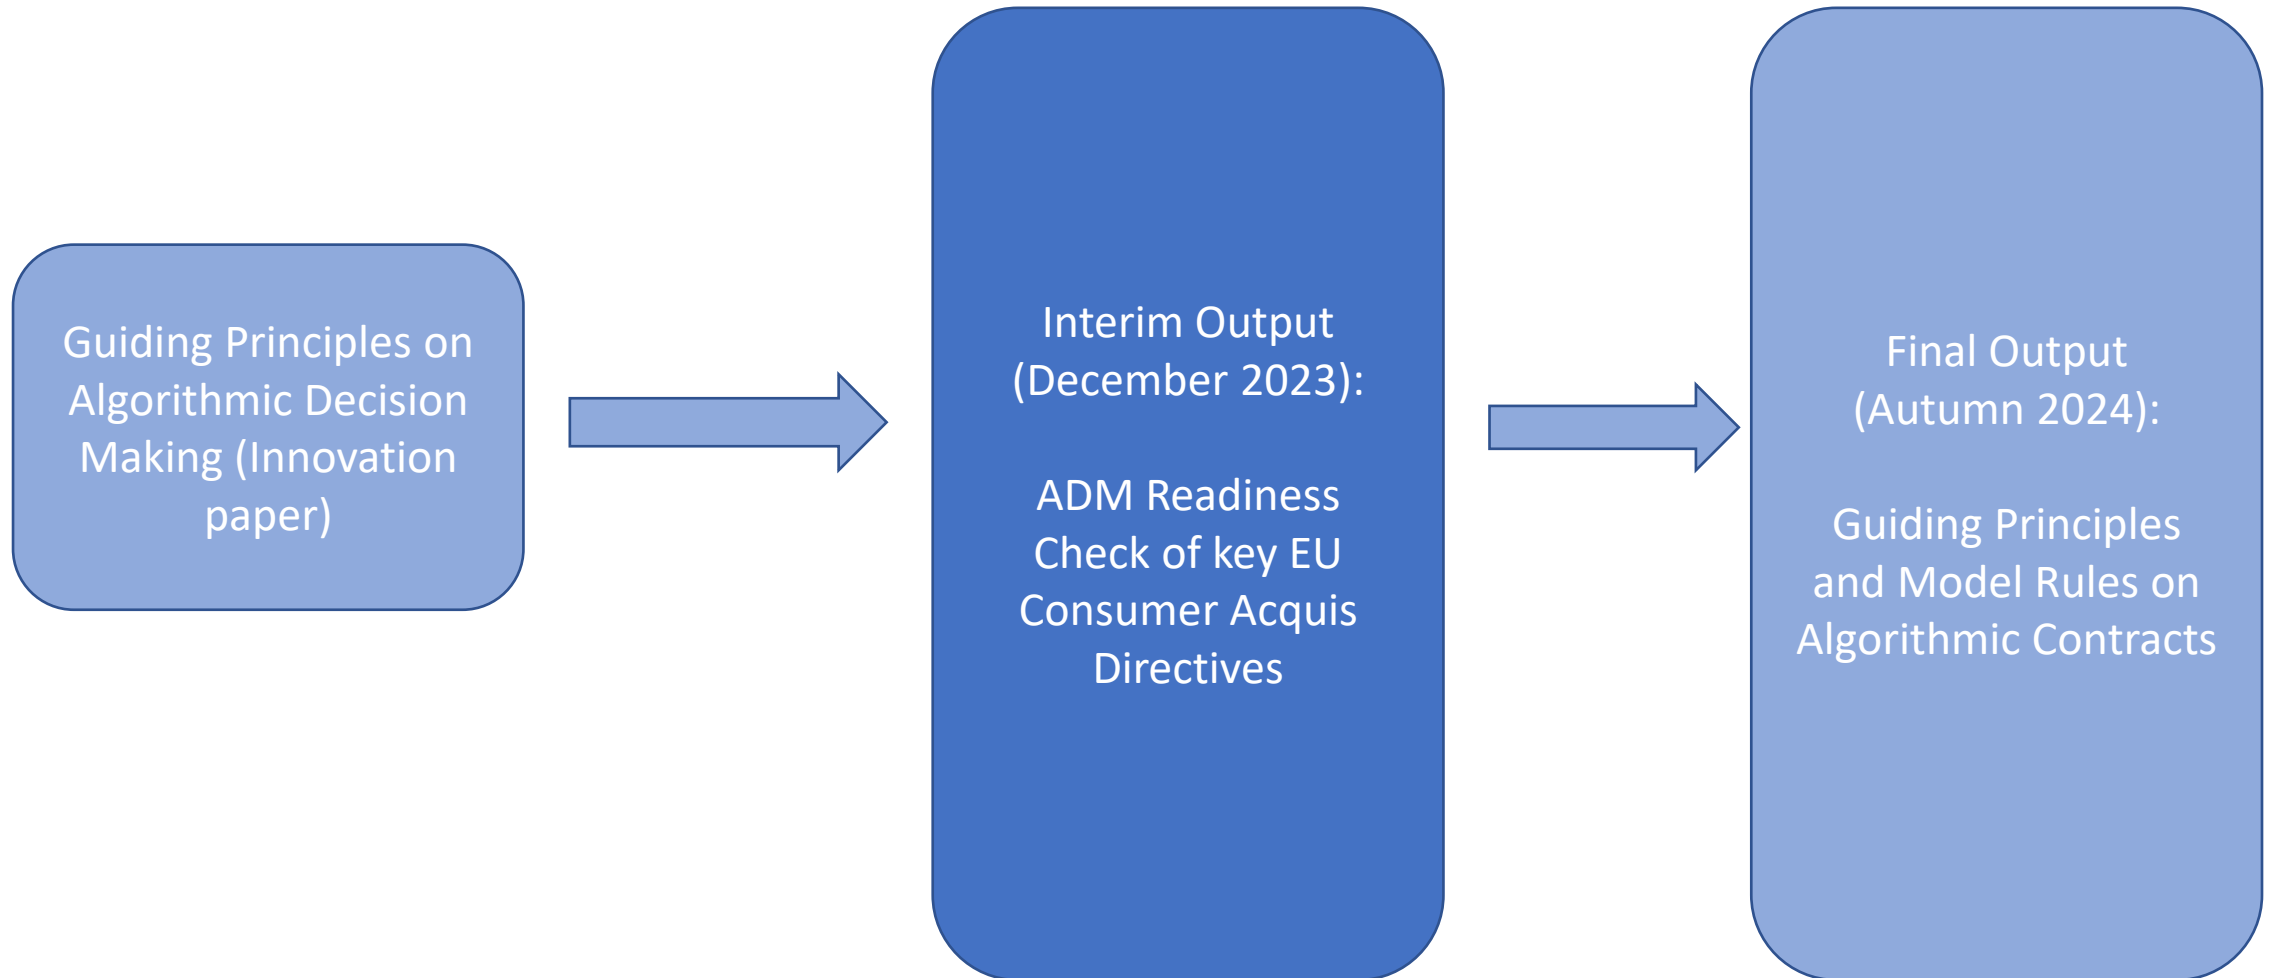 Guiding Principles on
Algorithmic Decision
Making (Innovation
paper)
Interim Output
(December 2023):
ADM Readiness
Check of key EU
Consumer Acquis
Directives
Final Output
(Autumn 2024):
Guiding Principles
and Model Rules on
Algorithmic Contracts